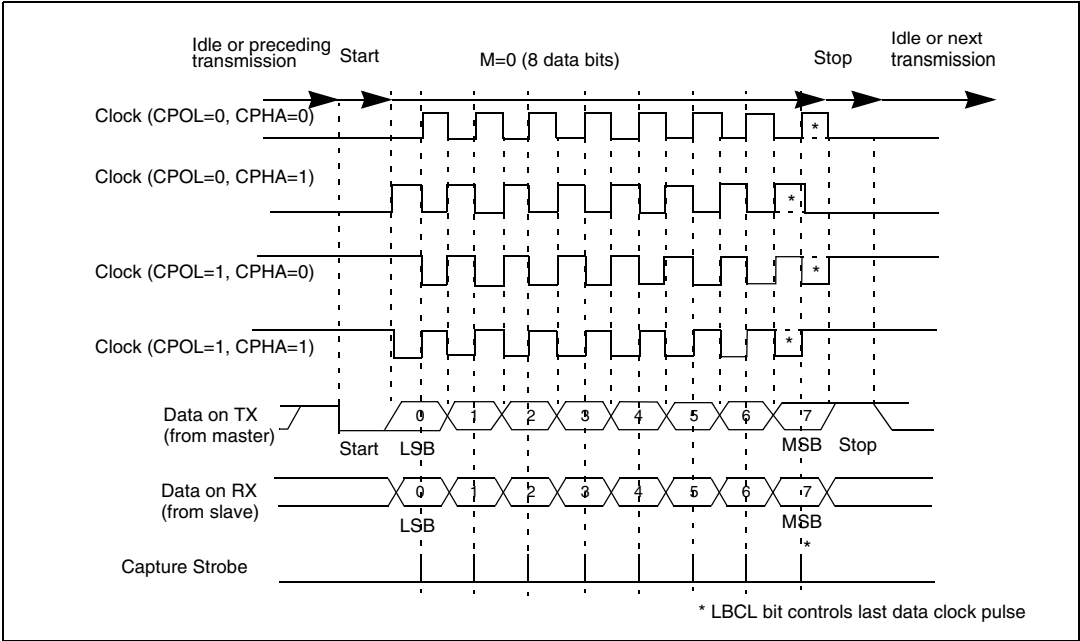 Idle or preceding
transmission
Start
M=0 (8 data bits)
Stop
Idle or next
transmission
Clock (CPOL=0, CPHA=0)
*
Clock (CPOL=0, CPHA=1)
*
Clock (CPOL=1, CPHA=0)
*
Clock (CPOL=1, CPHA=1)
*
Data on TX
(from master)
0 1 2 3 4 5 6 7
Start LSB MSB Stop
Data on RX
(from slave)
0 1 2 3 4 5 6 7
LSB MSB
*
Capture Strobe
* LBCL bit controls last data clock pulse